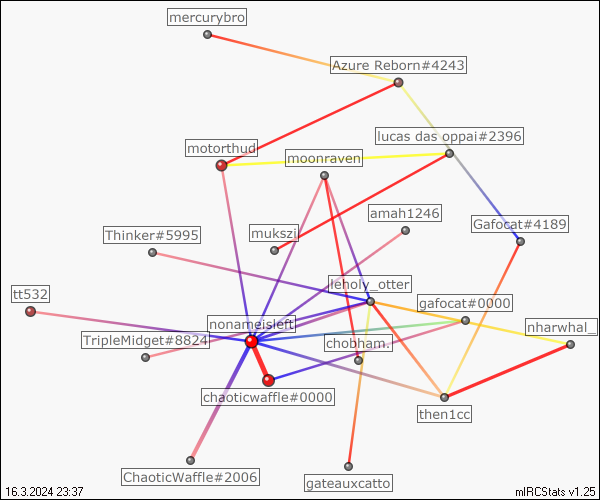 mercurybro
Azure Reborn#4243
lucas das oppai#2396
motorthud
moonraven
amah1246
Gafocat#4189
Thinker#5995
mukszi
leholy_otter
tt532
gafocat#0000
nonameisleft
nharwhal_
TripleMidget#8824
chobham.
chaoticwaffle#0000
then1cc
ChaoticWaffle#2006
gateauxcatto
16.3.2024 23:37
mIRCStats v1.25